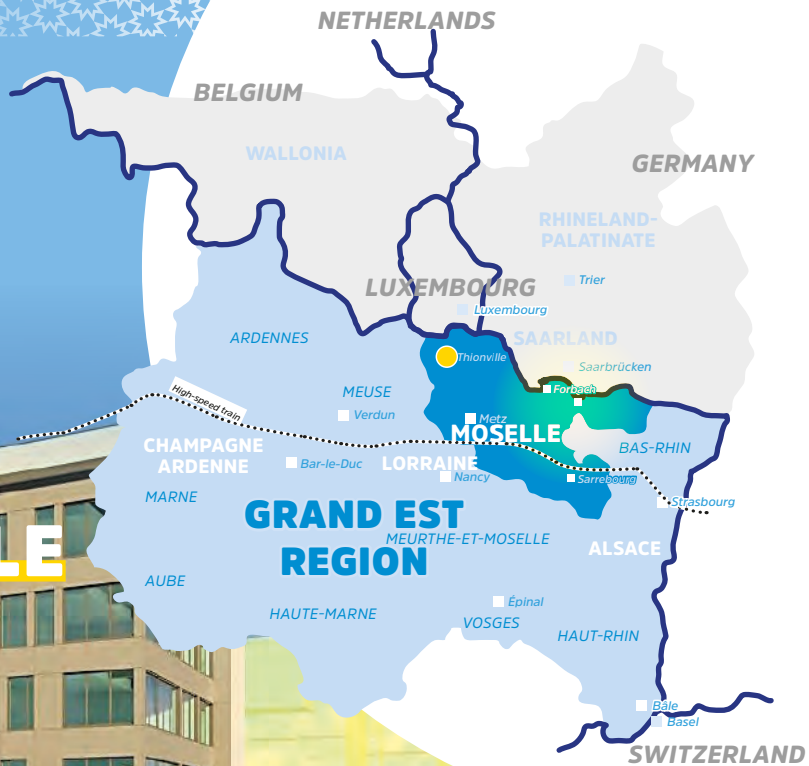 NETHERLANDS
BELGIUM
WALLONIA
GERMANY
RHINELAND-
PALATINATE
Trier
LUXEMBOURG
Luxembourg
ARDENNES
SAARLAND
Thionville
Saarbrücken
Forbach
MEUSE
High-speed train
Verdun
Metz
MOSELLE
CHAMPAGNE
ARDENNE
BAS-RHIN
Bar-le-Duc
LORRAINE
Nancy
Sarrebourg
MARNE
Strasbourg
GRAND EST
REGION
MEURTHE-ET-MOSELLE
ALSACE
LE
AUBE
Épinal
HAUTE-MARNE
VOSGES
HAUT-RHIN
Bâle
Basel
SWITZERLAND